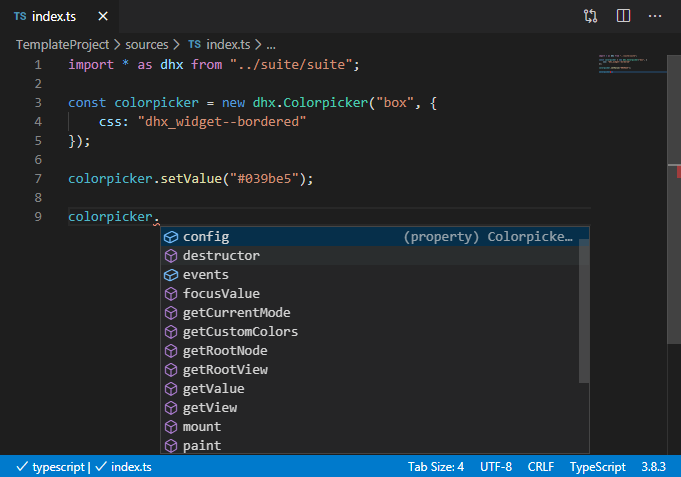 TS index.ts ×
TemplateProject > sources > TS index.ts > ...
1 import * as dhx from "../suite/suite";
2
3 const colorpicker = new dhx.Colorpicker("box", {
4     css: "dhx_widget--bordered"
5 });
6
7 colorpicker.setValue("#039be5");
8
9 colorpicker.
config (property) Colorpicke…
destructor
events
focusValue
getCurrentMode
getCustomColors
getRootNode
getRootView
getValue
getView
mount
paint
✓ typescript | ✓ index.ts Tab Size: 4 UTF-8 CRLF TypeScript 3.8.3